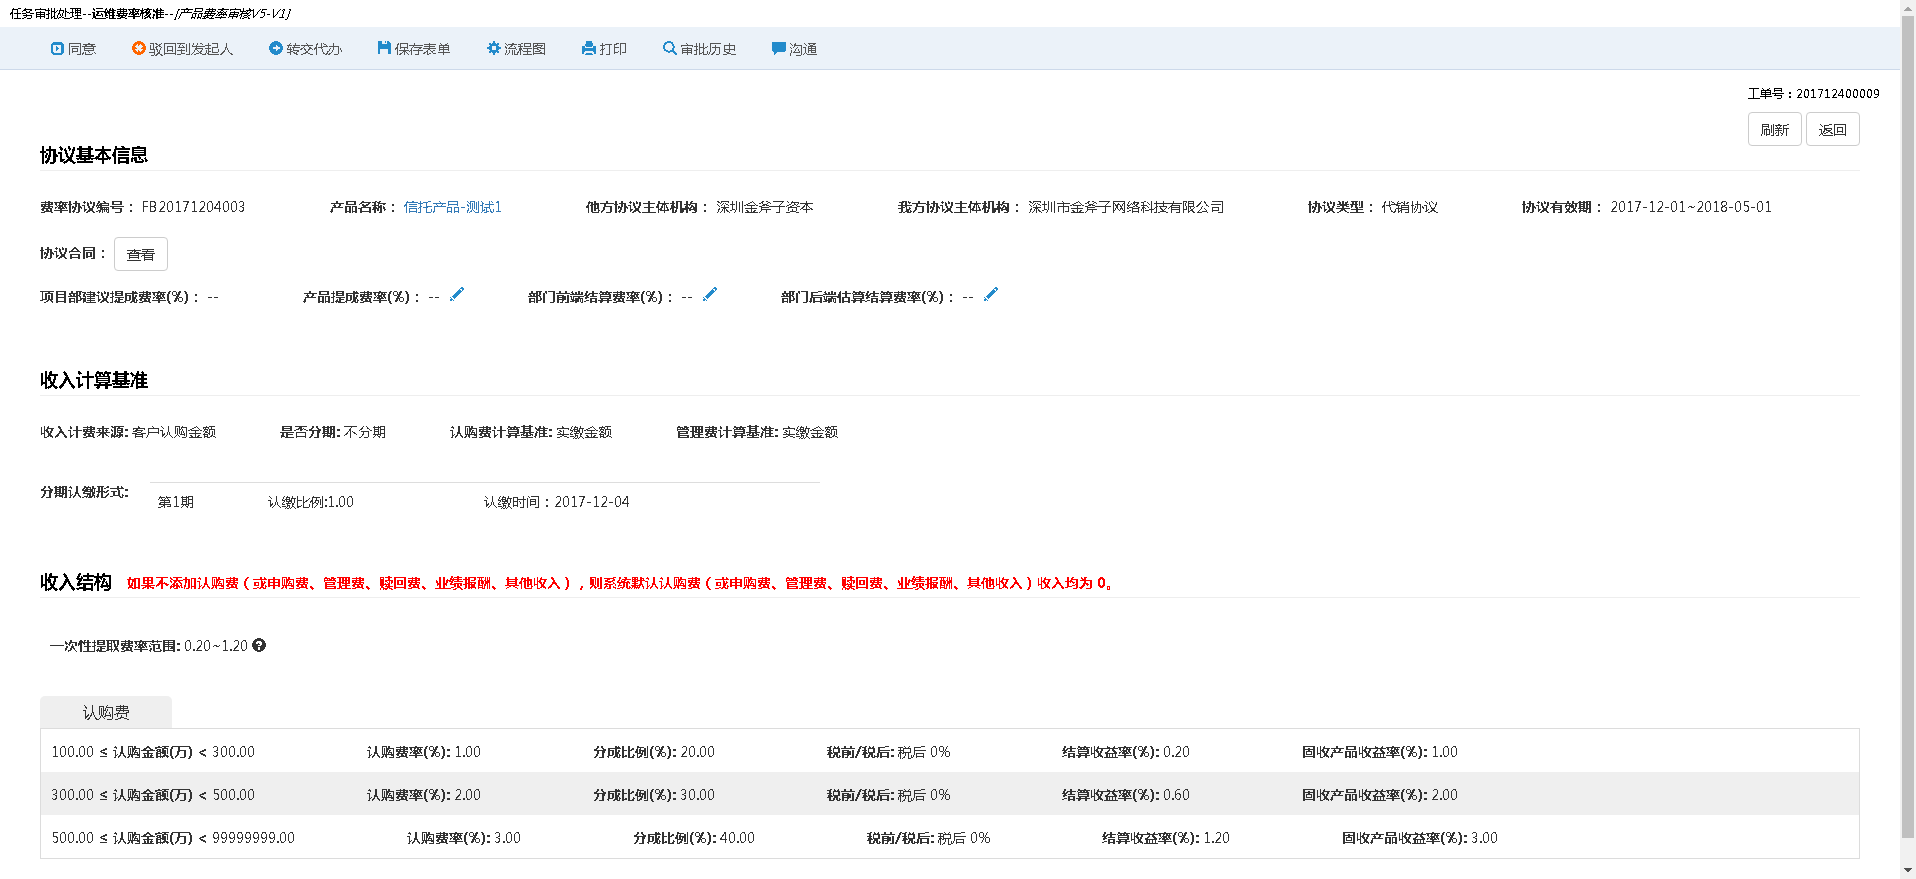 任务审批处理--运维费率核准--[产品费率审核V5-V1]
同意 驳回到发起人 转交代办 保存表单 流程图 打印 审批历史 沟通
工单号：201712400009
刷新 返回
协议基本信息
费率协议编号： FB20171204003 产品名称： 信托产品-测试1 他方协议主体机构： 深圳金斧子资本 我方协议主体机构： 深圳市金斧子网络科技有限公司 协议类型： 代销协议 协议有效期： 2017-12-01~2018-05-01
协议合同： 查看
项目部建议提成费率(%)： -- 产品提成费率(%)： -- 部门前端结算费率(%)： -- 部门后端估算结算费率(%)： --
收入计算基准
收入计费来源: 客户认购金额 是否分期: 不分期 认购费计算基准: 实缴金额 管理费计算基准: 实缴金额
分期认缴形式: 第1期 认缴比例:1.00 认缴时间：2017-12-04
收入结构 如果不添加认购费（或申购费、管理费、赎回费、业绩报酬、其他收入），则系统默认认购费（或申购费、管理费、赎回费、业绩报酬、其他收入）收入均为 0。
一次性提取费率范围: 0.20~1.20
认购费
100.00 ≤ 认购金额(万) < 300.00 认购费率(%): 1.00 分成比例(%): 20.00 税前/税后: 税后 0% 结算收益率(%): 0.20 固收产品收益率(%): 1.00
300.00 ≤ 认购金额(万) < 500.00 认购费率(%): 2.00 分成比例(%): 30.00 税前/税后: 税后 0% 结算收益率(%): 0.60 固收产品收益率(%): 2.00
500.00 ≤ 认购金额(万) < 99999999.00 认购费率(%): 3.00 分成比例(%): 40.00 税前/税后: 税后 0% 结算收益率(%): 1.20 固收产品收益率(%): 3.00